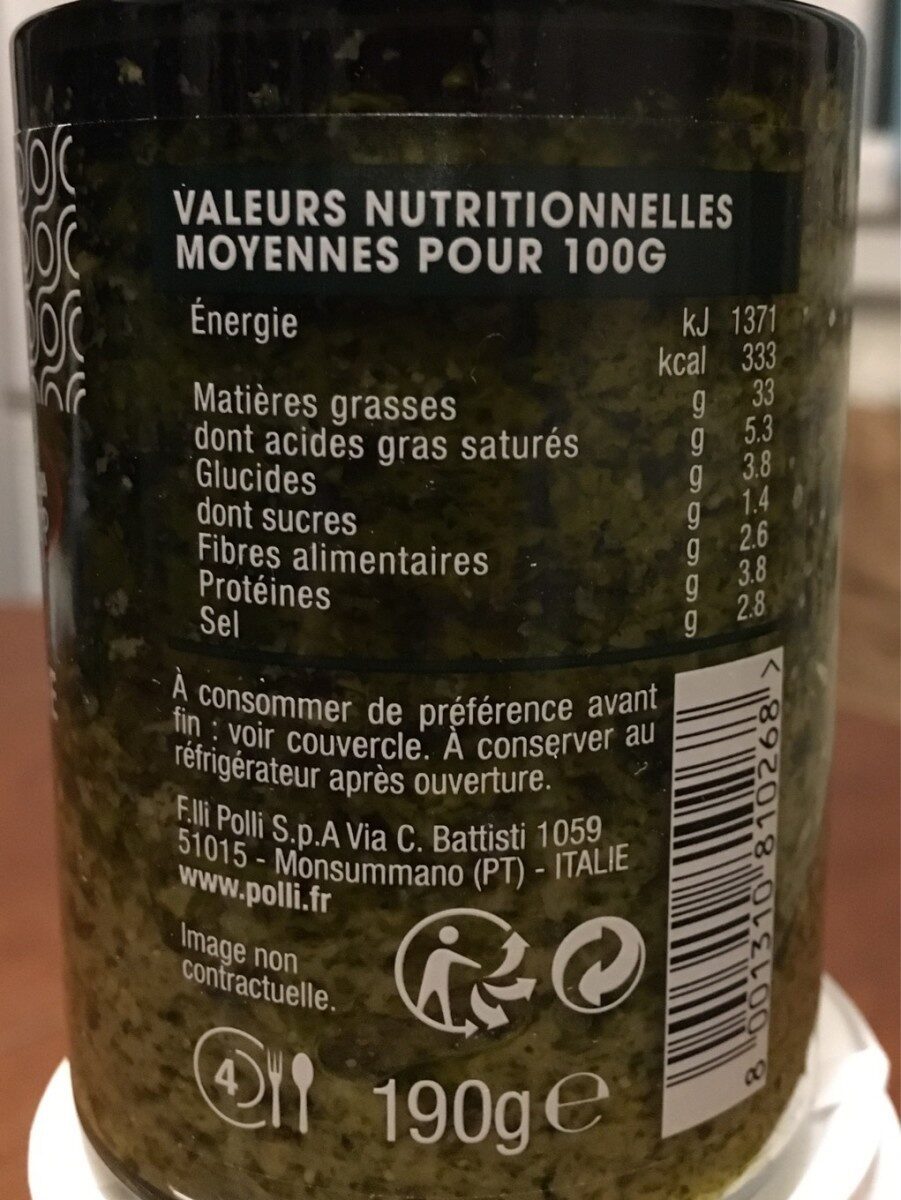 VALEURS NUTRITIONNELLES
MOYENNES POUR 100G
Énergie kJ 1371
kcal 333
Matières grasses g 33
dont acides gras saturés g 5.3
Glucides g 3.8
dont sucres g 1.4
Fibres alimentaires g 2.6
Protéines g 3.8
Sel g 2.8
À consommer de préférence avant
fin : voir couvercle. À conserver au
réfrigérateur après ouverture.
F.lli Polli S.p.A Via C. Battisti 1059
51015 - Monsummano (PT) - ITALIE
www.polli.fr
Image non
contractuelle.
4
190g e
8 001310 810268 >